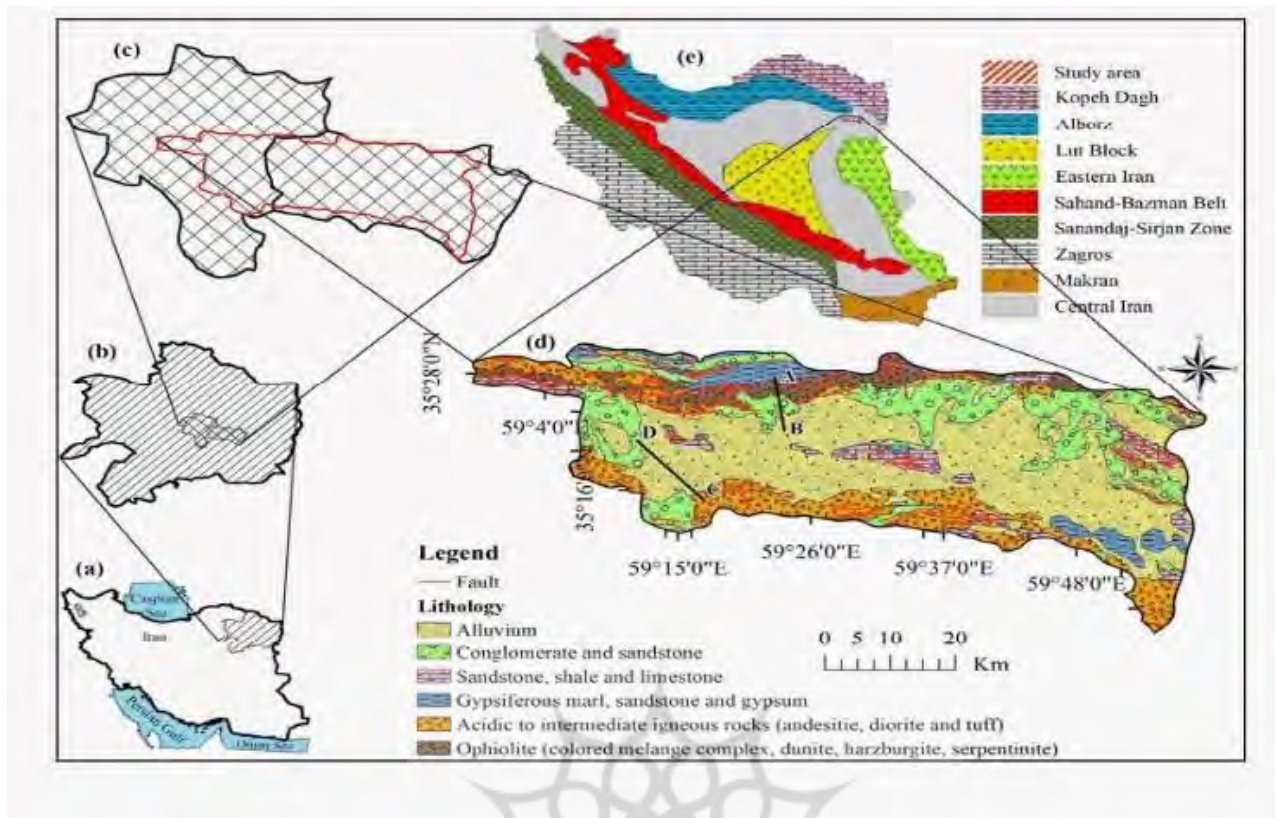 (c)
(e)
Study area
Kopeh Dagh
Alborz
Lut Block
Eastern Iran
Sahand-Bazman Belt
Sanandaj-Sirjan Zone
Zagros
Makran
Central Iran
(b)
(d)
35°28'0"N
59°4'0"
A
B
D
C
35°16'
59°15'0"E
59°26'0"E
59°37'0"E
59°48'0"E
(a)
Caspian
Sea
Iran
Persian Gulf
Oman Sea
Legend
Fault
Lithology
Alluvium
Conglomerate and sandstone
Sandstone, shale and limestone
Gypsiferous marl, sandstone and gypsum
Acidic to intermediate igneous rocks (andesitie, diorite and tuff)
Ophiolite (colored melange complex, dunite, harzburgite, serpentinite)
0 5 10 20
Km